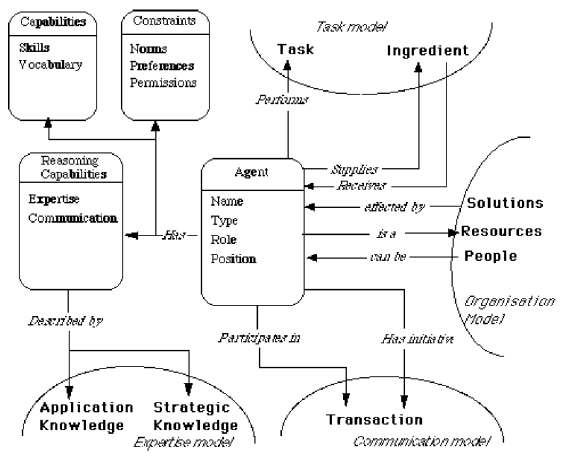 Capabilities
Skills
Vocabulary
Constraints
Norms
Preferences
Permissions
Task model
Task
Ingredient
Performs
Reasoning
Capabilities
Expertise
Communication
Agent
Name
Type
Role
Position
Has
Supplies
Receives
effected by
is a
can be
Solutions
Resources
People
Organisation
Model
Described by
Participates in
Has initiative
Application
Knowledge
Strategic
Knowledge
Expertise model
Transaction
Communication model